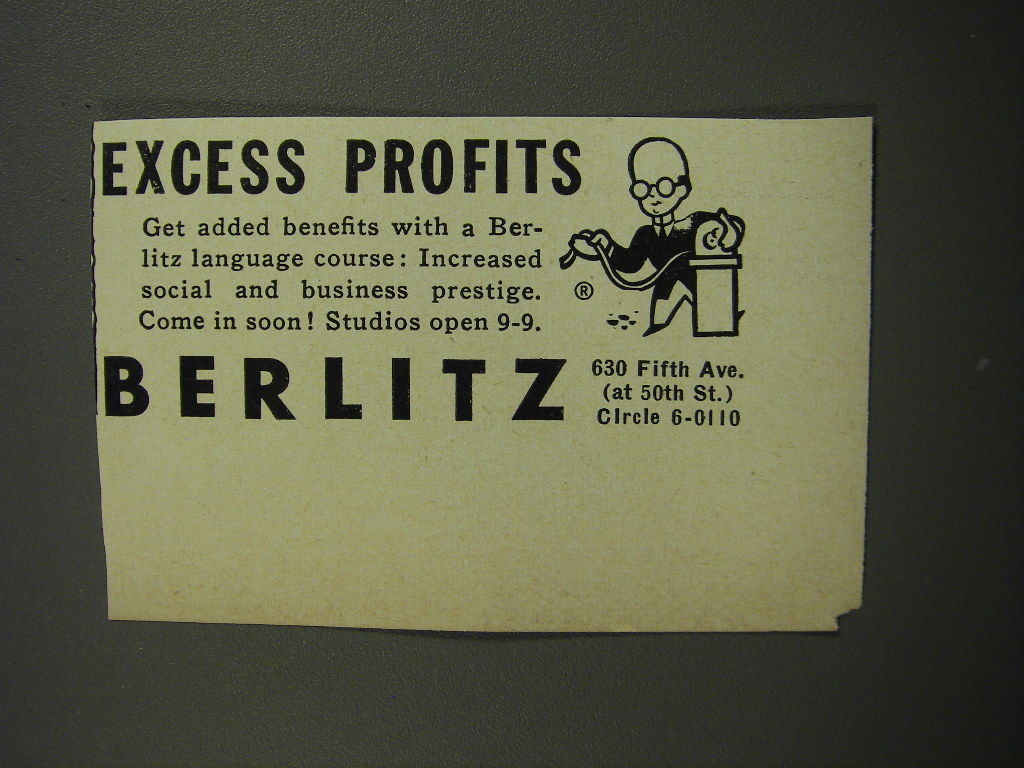 EXCESS PROFITS
Get added benefits with a Ber-
litz language course: Increased
social and business prestige.
Come in soon! Studios open 9-9.
®
BERLITZ
630 Fifth Ave.
(at 50th St.)
CIrcle 6-0110